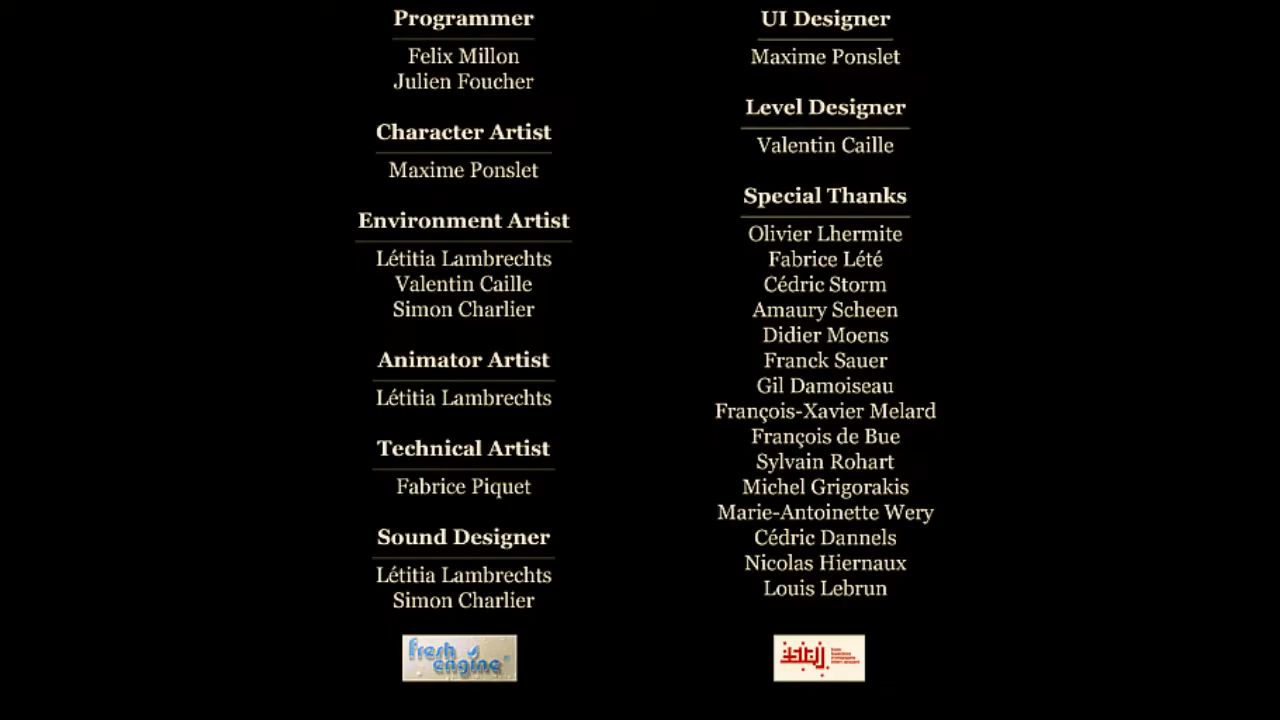 Programmer
Felix Millon
Julien Foucher
Character Artist
Maxime Ponslet
Environment Artist
Létitia Lambrechts
Valentin Caille
Simon Charlier
Animator Artist
Létitia Lambrechts
Technical Artist
Fabrice Piquet
Sound Designer
Létitia Lambrechts
Simon Charlier
fresh
engine
UI Designer
Maxime Ponslet
Level Designer
Valentin Caille
Special Thanks
Olivier Lhermite
Fabrice Lété
Cédric Storm
Amaury Scheen
Didier Moens
Franck Sauer
Gil Damoiseau
François-Xavier Melard
François de Bue
Sylvain Rohart
Michel Grigorakis
Marie-Antoinette Wery
Cédric Dannels
Nicolas Hiernaux
Louis Lebrun